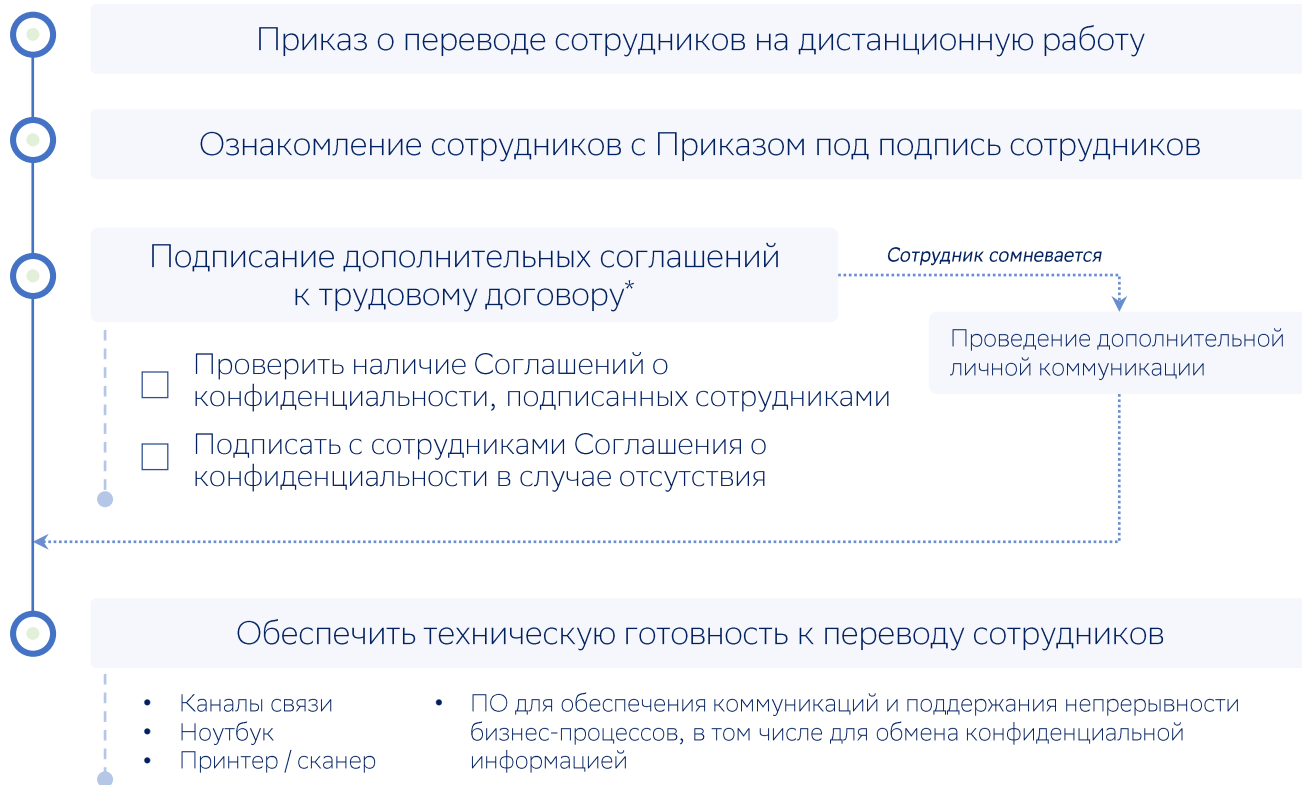 Приказ о переводе сотрудников на дистанционную работу
Ознакомление сотрудников с Приказом под подпись сотрудников
Подписание дополнительных соглашений
к трудовому договору*
Сотрудник сомневается
Проведение дополнительной
личной коммуникации
Проверить наличие Соглашений о
конфиденциальности, подписанных сотрудниками
Подписать с сотрудниками Соглашения о
конфиденциальности в случае отсутствия
Обеспечить техническую готовность к переводу сотрудников
• Каналы связи
• Ноутбук
• Принтер / сканер
• ПО для обеспечения коммуникаций и поддержания непрерывности
бизнес-процессов, в том числе для обмена конфиденциальной
информацией